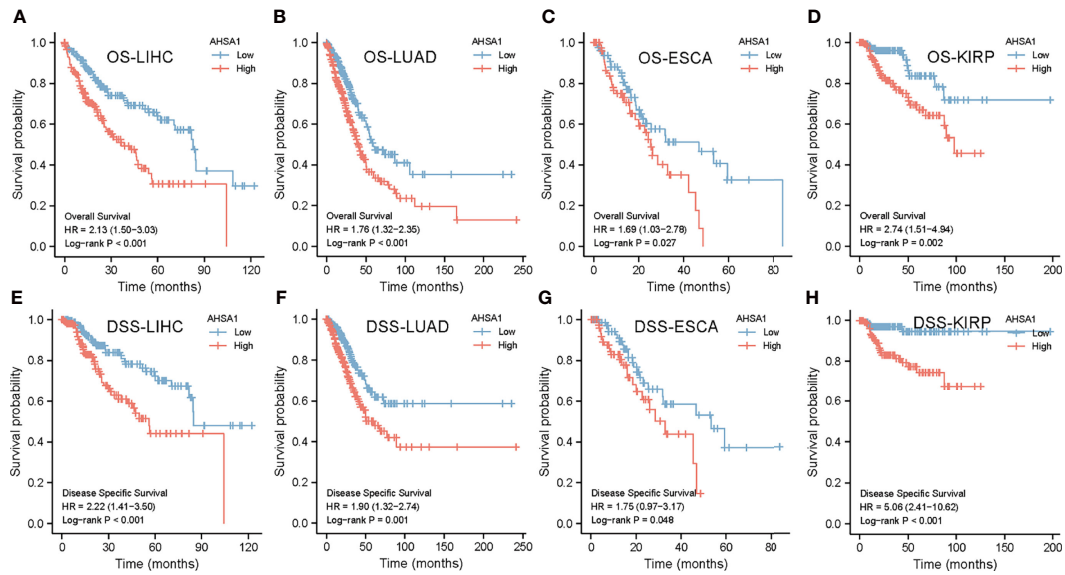 A
OS-LIHC
AHSA1
Low
High
Survival probability
1.0
0.8
0.6
0.4
0.2
0.0
Overall Survival
HR = 2.13 (1.50−3.03)
Log−rank P < 0.001
0 30 60 90 120
Time (months)
B
OS-LUAD
AHSA1
Low
High
Survival probability
1.0
0.8
0.6
0.4
0.2
0.0
Overall Survival
HR = 1.76 (1.32−2.35)
Log−rank P < 0.001
0 50 100 150 200 250
Time (months)
C
OS-ESCA
AHSA1
Low
High
Survival probability
1.0
0.8
0.6
0.4
0.2
0.0
Overall Survival
HR = 1.69 (1.03−2.78)
Log−rank P = 0.027
0 20 40 60 80
Time (months)
D
OS-KIRP
AHSA1
Low
High
Survival probability
1.0
0.8
0.6
0.4
0.2
0.0
Overall Survival
HR = 2.74 (1.51−4.94)
Log−rank P = 0.002
0 50 100 150 200
Time (months)
E
DSS-LIHC
AHSA1
Low
High
Survival probability
1.0
0.8
0.6
0.4
0.2
0.0
Disease Specific Survival
HR = 2.22 (1.41−3.50)
Log−rank P < 0.001
0 30 60 90 120
Time (months)
F
DSS-LUAD
AHSA1
Low
High
Survival probability
1.0
0.8
0.6
0.4
0.2
0.0
Disease Specific Survival
HR = 1.90 (1.32−2.74)
Log−rank P = 0.001
0 50 100 150 200 250
Time (months)
G
DSS-ESCA
AHSA1
Low
High
Survival probability
1.0
0.8
0.6
0.4
0.2
0.0
Disease Specific Survival
HR = 1.75 (0.97−3.17)
Log−rank P = 0.048
0 20 40 60 80
Time (months)
H
DSS-KIRP
AHSA1
Low
High
Survival probability
1.0
0.8
0.6
0.4
0.2
0.0
Disease Specific Survival
HR = 5.06 (2.41−10.62)
Log−rank P < 0.001
0 50 100 150 200
Time (months)